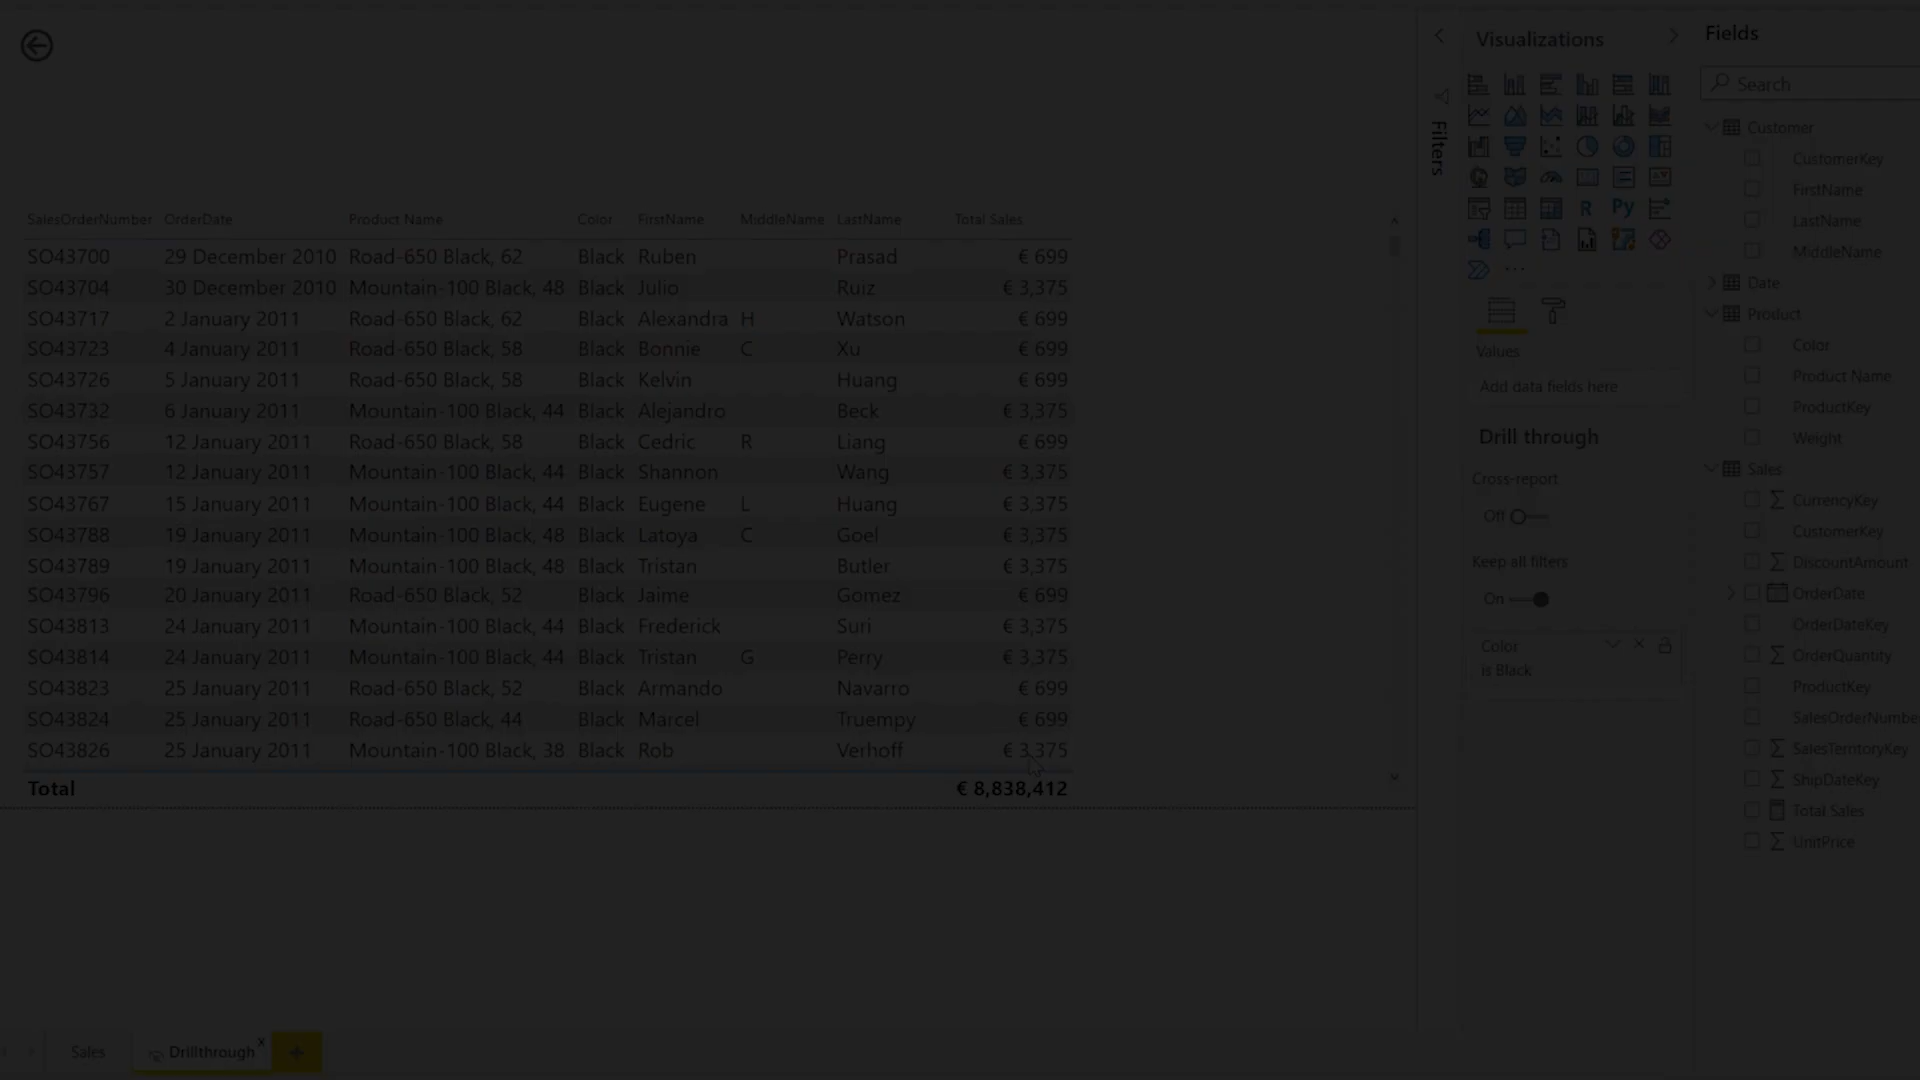 Visualizations
Fields
Search
Filters
Customer
CustomerKey
FirstName
LastName
MiddleName
Date
Product
Color
Product Name
ProductKey
Weight
Sales
CurrencyKey
CustomerKey
DiscountAmount
OrderDate
OrderDateKey
OrderQuantity
ProductKey
SalesOrderNumbe
SalesTerritoryKey
ShipDateKey
Total Sales
UnitPrice
R
Py
Values
Add data fields here
Drill through
Cross-report
Off
Keep all filters
On
Color
is Black
SalesOrderNumber OrderDate Product Name Color FirstName MiddleName LastName Total Sales
SO43700 29 December 2010 Road-650 Black, 62 Black Ruben Prasad € 699
SO43704 30 December 2010 Mountain-100 Black, 48 Black Julio Ruiz € 3,375
SO43717 2 January 2011 Road-650 Black, 62 Black Alexandra H Watson € 699
SO43723 4 January 2011 Road-650 Black, 58 Black Bonnie C Xu € 699
SO43726 5 January 2011 Road-650 Black, 58 Black Kelvin Huang € 699
SO43732 6 January 2011 Mountain-100 Black, 44 Black Alejandro Beck € 3,375
SO43756 12 January 2011 Road-650 Black, 58 Black Cedric R Liang € 699
SO43757 12 January 2011 Mountain-100 Black, 44 Black Shannon Wang € 3,375
SO43767 15 January 2011 Mountain-100 Black, 44 Black Eugene L Huang € 3,375
SO43788 19 January 2011 Mountain-100 Black, 48 Black Latoya C Goel € 3,375
SO43789 19 January 2011 Mountain-100 Black, 48 Black Tristan Butler € 3,375
SO43796 20 January 2011 Road-650 Black, 52 Black Jaime Gomez € 699
SO43813 24 January 2011 Mountain-100 Black, 44 Black Frederick Suri € 3,375
SO43814 24 January 2011 Mountain-100 Black, 44 Black Tristan G Perry € 3,375
SO43823 25 January 2011 Road-650 Black, 52 Black Armando Navarro € 699
SO43824 25 January 2011 Road-650 Black, 44 Black Marcel Truempy € 699
SO43826 25 January 2011 Mountain-100 Black, 38 Black Rob Verhoff € 3,375
Total € 8,838,412
Sales
Drillthrough